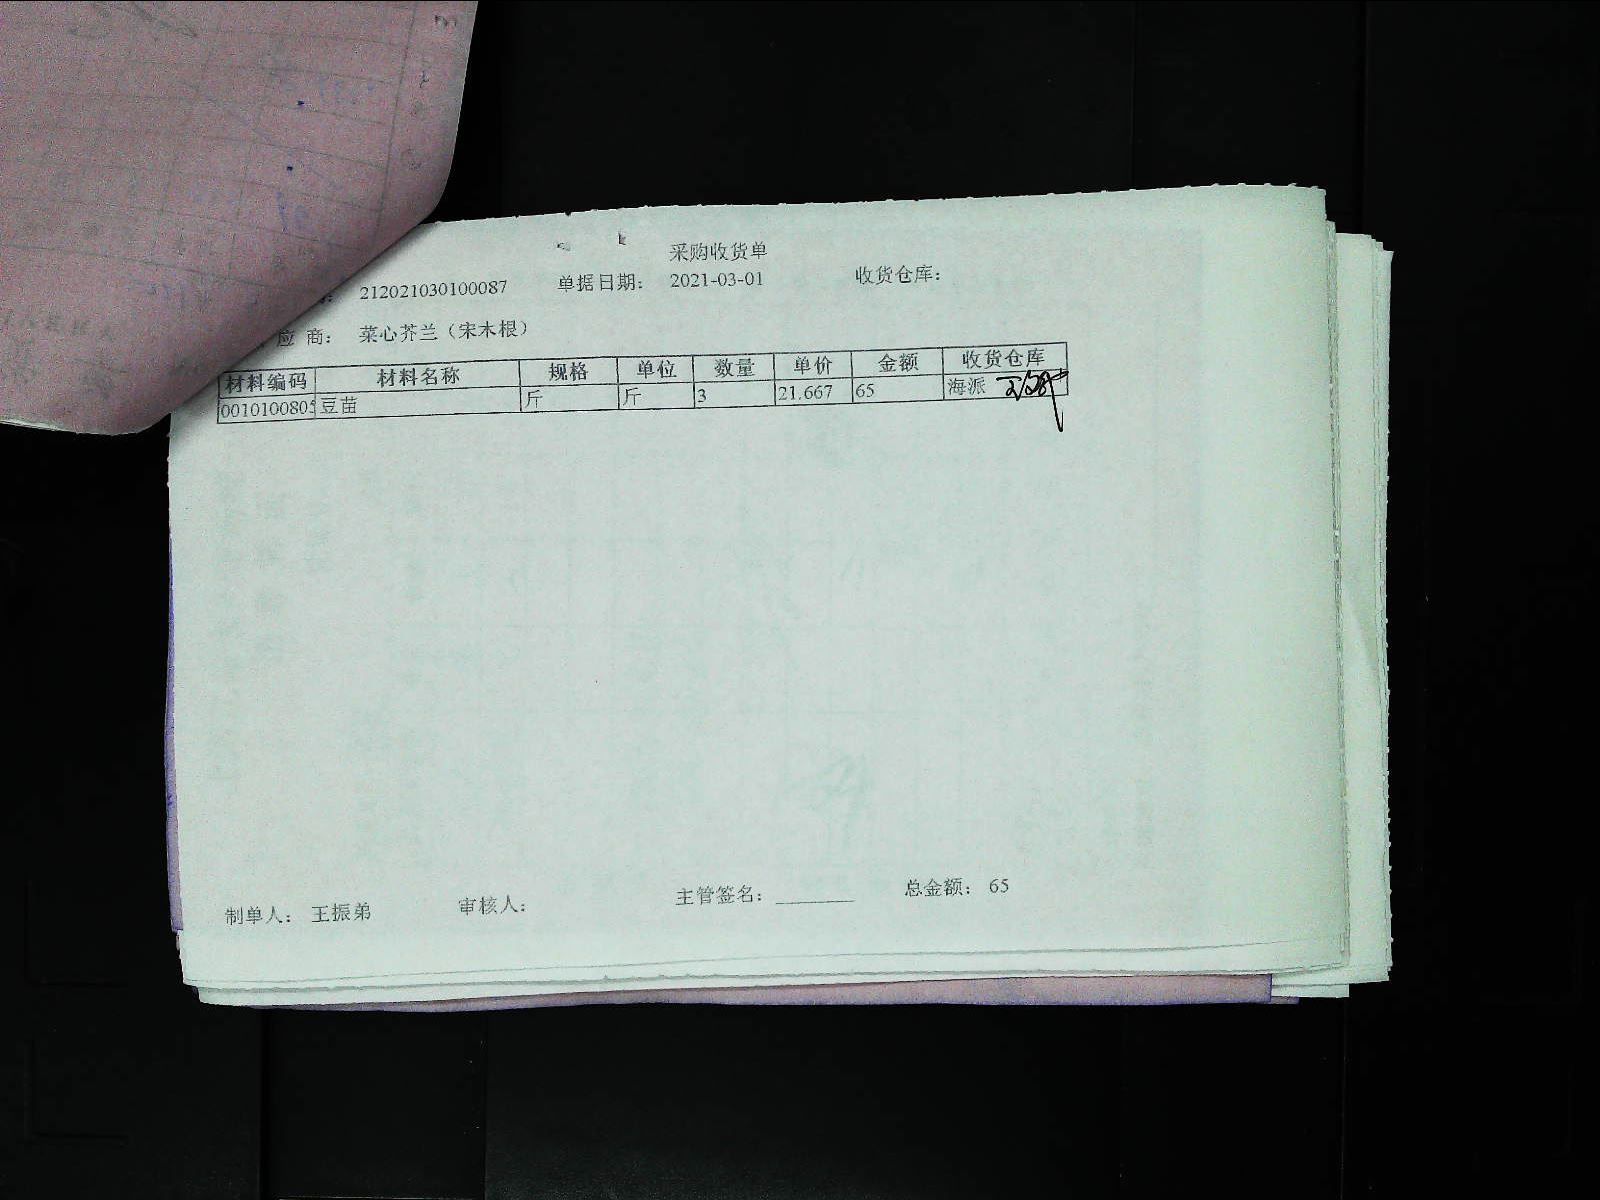 采购收货单
212021030100087 单据日期： 2021-03-01 收货仓库：
应 商： 菜心芥兰（宋木根）
材料编码 材料名称 规格 单位 数量 单价 金额 收货仓库
0010100805 豆苗 斤 斤 3 21.667 65 海派
制单人： 王振弟 审核人： 主管签名： 总金额： 65